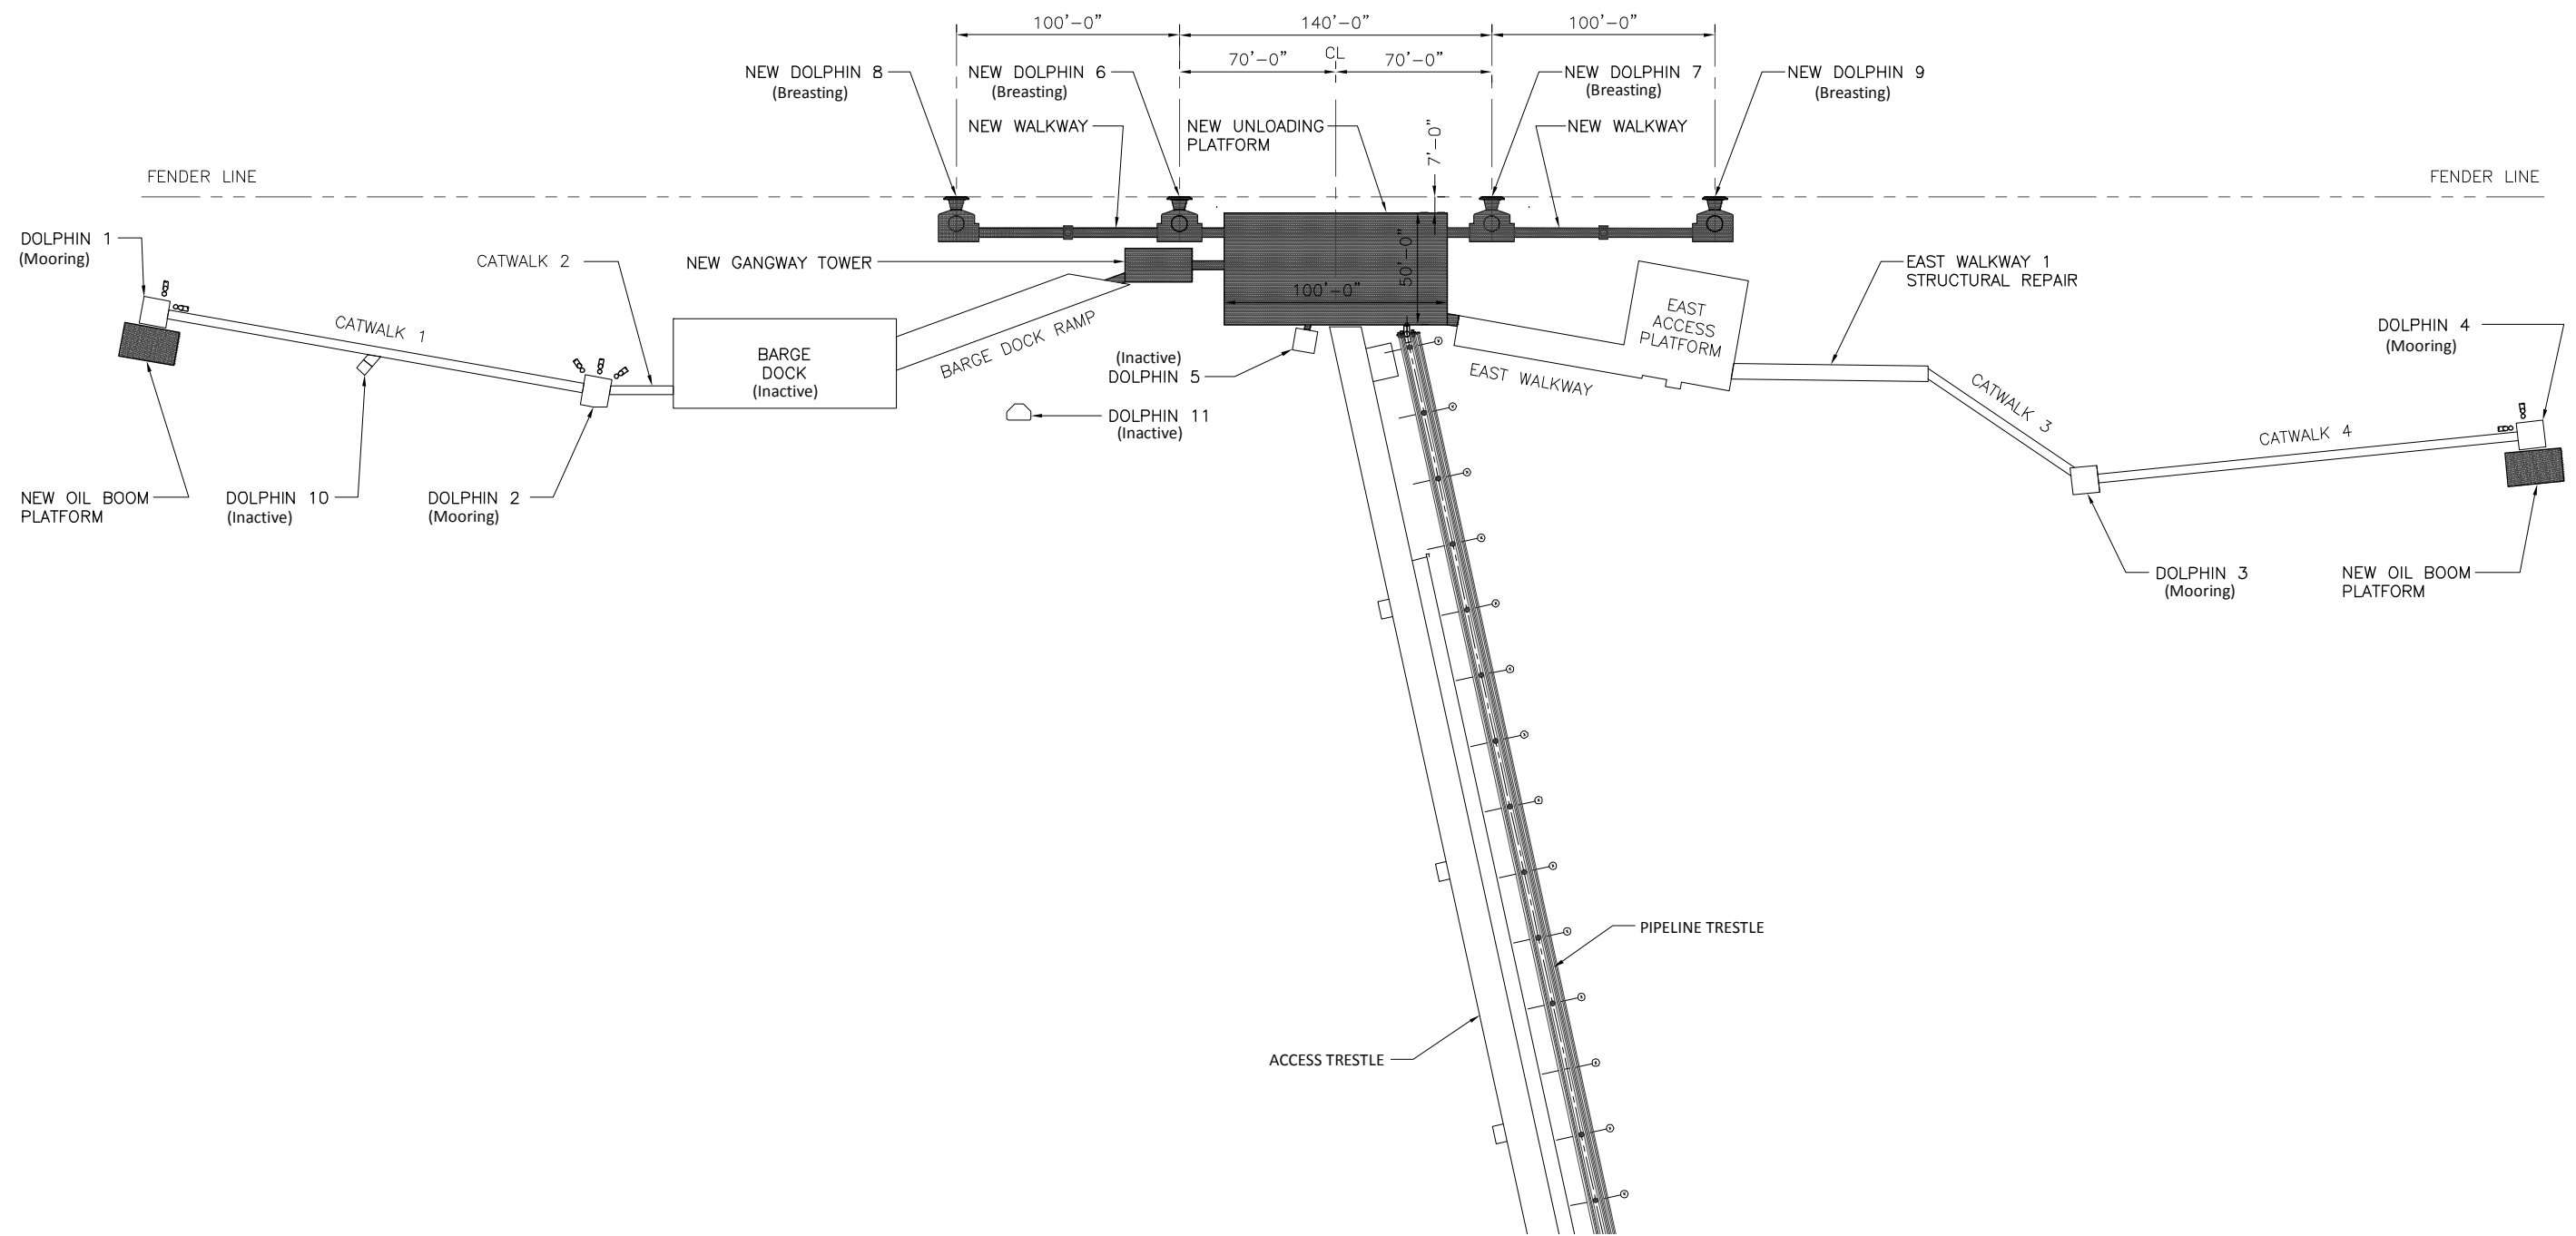 100'-0"
140'-0"
100'-0"
CL
70'-0"
70'-0"
NEW DOLPHIN 8
(Breasting)
NEW DOLPHIN 6
(Breasting)
NEW DOLPHIN 7
(Breasting)
NEW DOLPHIN 9
(Breasting)
NEW WALKWAY
NEW UNLOADING
PLATFORM
7'-0"
NEW WALKWAY
FENDER LINE
FENDER LINE
DOLPHIN 1
(Mooring)
CATWALK 2
NEW GANGWAY TOWER
50'-0"
100'-0"
EAST WALKWAY 1
STRUCTURAL REPAIR
EAST
ACCESS
PLATFORM
CATWALK 1
BARGE DOCK RAMP
BARGE
DOCK
(Inactive)
(Inactive)
DOLPHIN 5
EAST WALKWAY
CATWALK 3
DOLPHIN 4
(Mooring)
DOLPHIN 11
(Inactive)
CATWALK 4
NEW OIL BOOM
PLATFORM
DOLPHIN 10
(Inactive)
DOLPHIN 2
(Mooring)
DOLPHIN 3
(Mooring)
NEW OIL BOOM
PLATFORM
PIPELINE TRESTLE
ACCESS TRESTLE